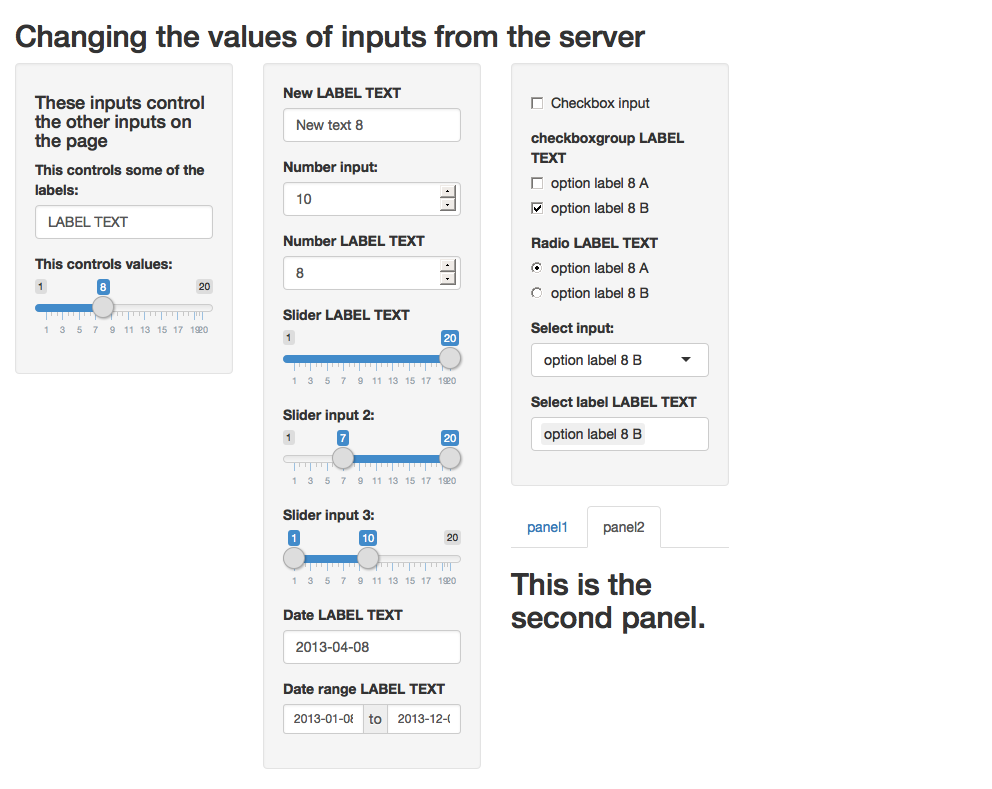 Changing the values of inputs from the server
These inputs control
the other inputs on
the page
This controls some of the
labels:
LABEL TEXT
This controls values:
1 8 20
1 3 5 7 9 11 13 15 17 1920
New LABEL TEXT
New text 8
Number input:
10
Number LABEL TEXT
8
Slider LABEL TEXT
1 20
1 3 5 7 9 11 13 15 17 1920
Slider input 2:
1 7 20
1 3 5 7 9 11 13 15 17 1920
Slider input 3:
1 10 20
1 3 5 7 9 11 13 15 17 1920
Date LABEL TEXT
2013-04-08
Date range LABEL TEXT
2013-01-08 to 2013-12-0
Checkbox input
checkboxgroup LABEL
TEXT
option label 8 A
option label 8 B
Radio LABEL TEXT
option label 8 A
option label 8 B
Select input:
option label 8 B
Select label LABEL TEXT
option label 8 B
panel1 panel2
This is the
second panel.